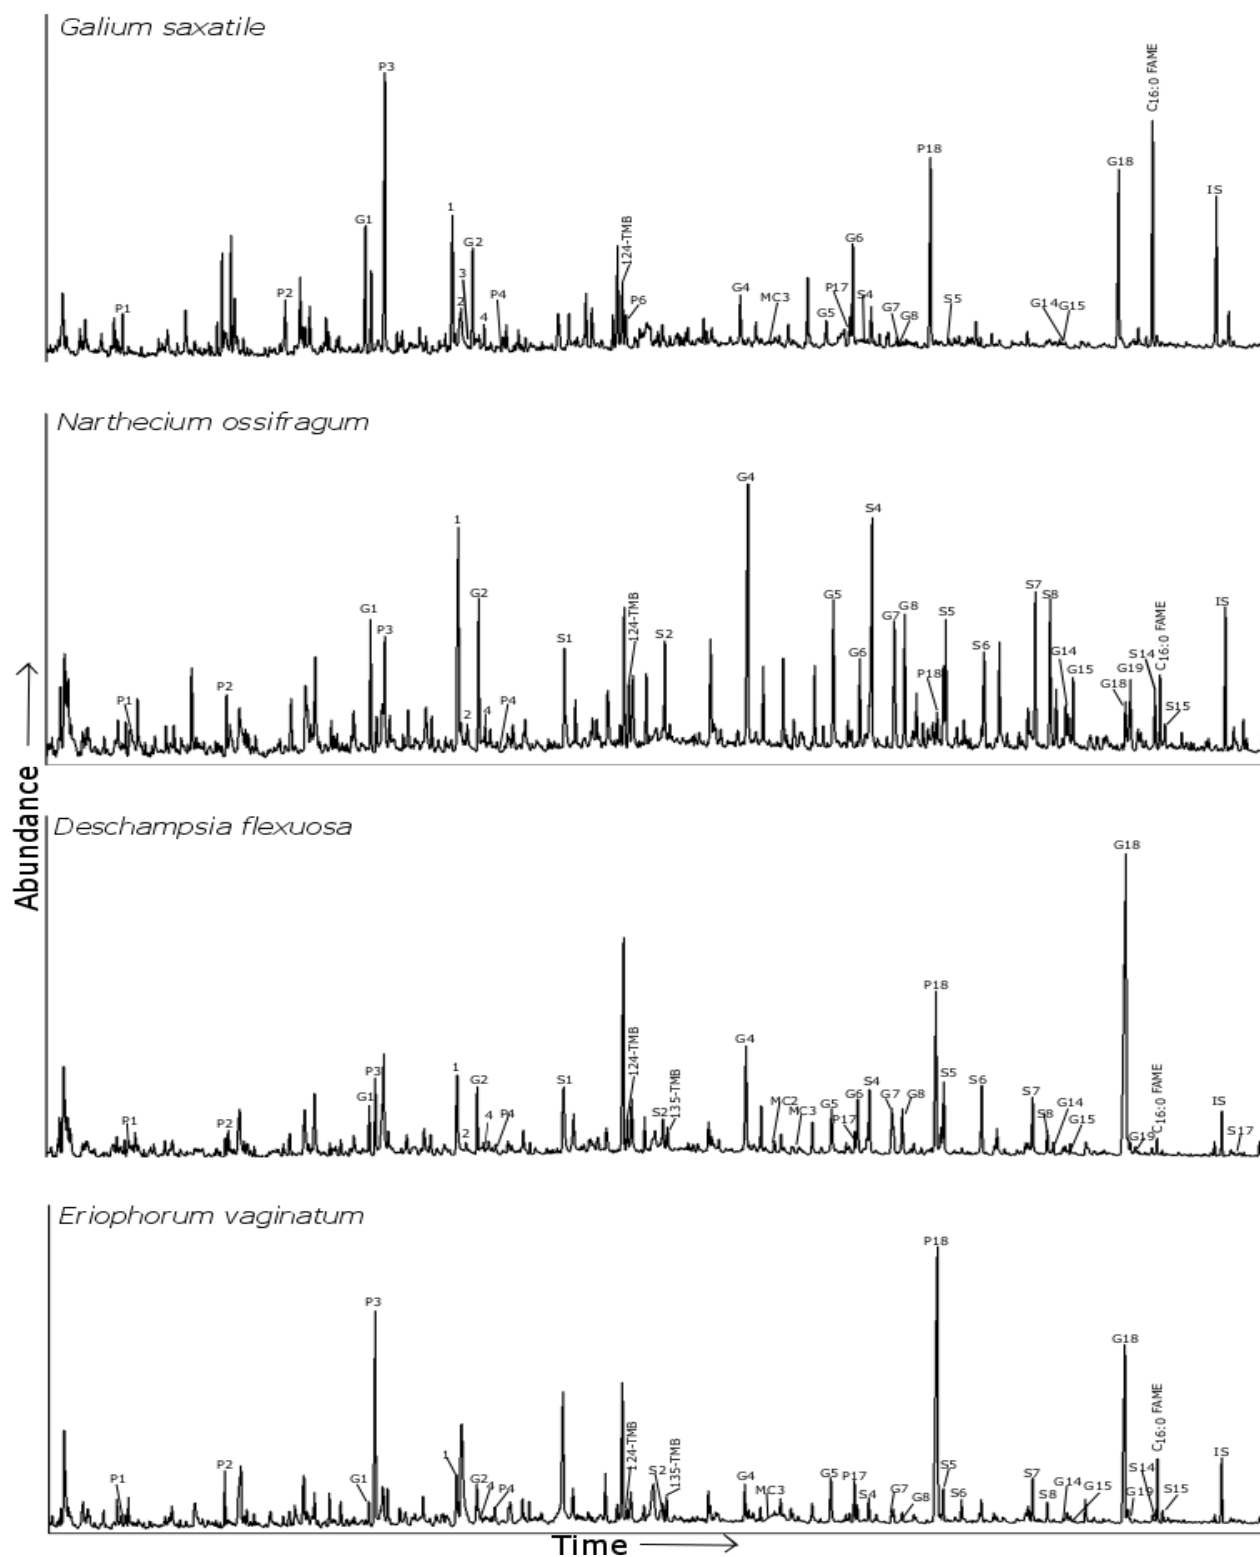 Galium saxatile
P1
P2
G1
P3
1
2
3
G2
4
P4
124-TMB
P6
G4
MC3
G5
P17
G6
S4
G7
G8
P18
S5
G14
G15
G18
C16:0 FAME
IS
Narthecium ossifragum
P1
P2
G1
P3
1
2
G2
4
P4
S1
124-TMB
S2
G4
G5
G6
S4
G7
G8
P18
S5
S6
S7
S8
G14
G15
G18
G19
S14
C16:0 FAME
S15
IS
Abundance
Deschampsia flexuosa
P1
P2
G1
P3
1
2
G2
4
P4
S1
124-TMB
S2
135-TMB
G4
MC2
MC3
G5
P17
G6
S4
G7
G8
P18
S5
S6
S7
S8
G14
G15
G18
G19
C16:0 FAME
IS
S17
Eriophorum vaginatum
P1
P2
G1
P3
1
G2
4
P4
124-TMB
S2
135-TMB
G4
MC3
G5
P17
S4
G7
G8
P18
S5
S6
S7
S8
G14
G15
G18
G19
S14
C16:0 FAME
S15
IS
Time